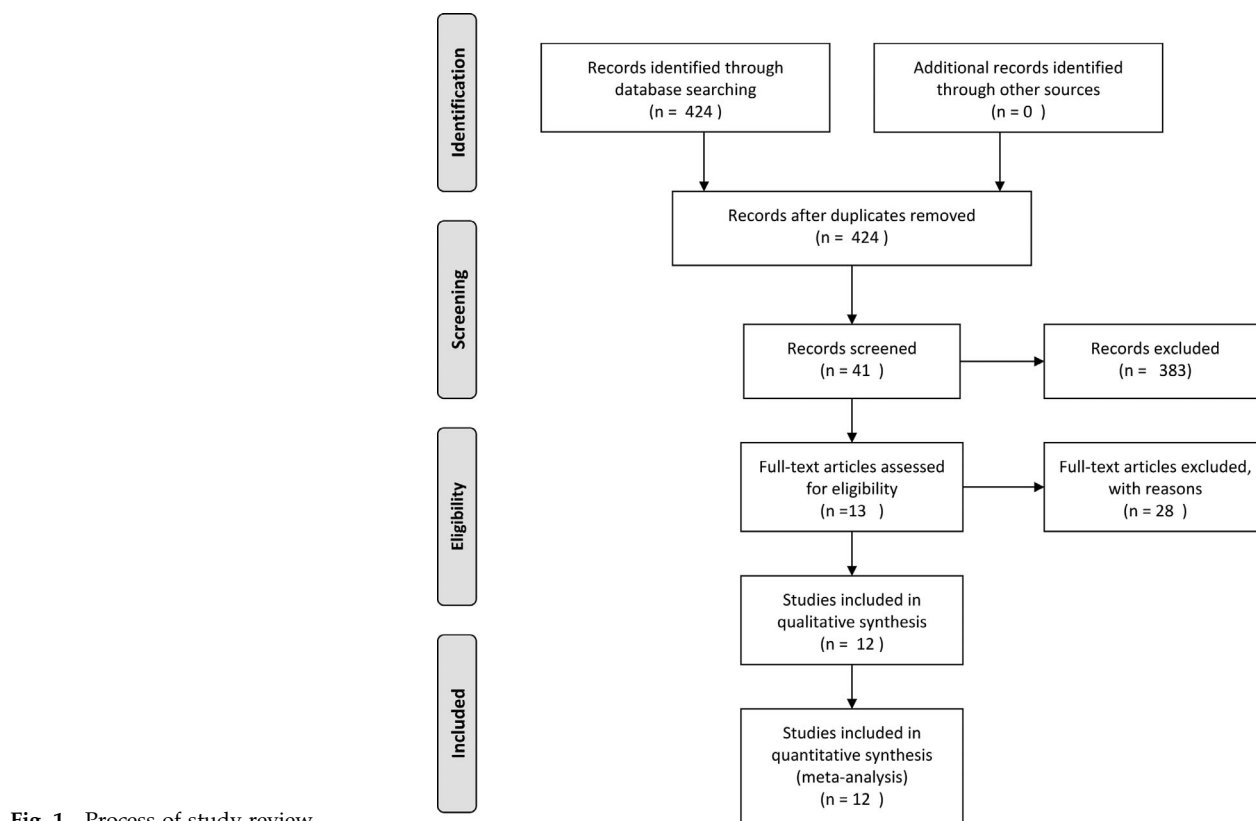 Identification
Records identified through
database searching
(n =   424 )
Additional records identified
through other sources
(n = 0   )
Records after duplicates removed
(n =   424 )
Screening
Records screened
(n = 41   )
Records excluded
(n =   383)
Eligibility
Full-text articles assessed
for eligibility
(n =13   )
Full-text articles excluded,
with reasons
(n = 28  )
Studies included in
qualitative synthesis
(n =  12 )
Included
Studies included in
quantitative synthesis
(meta-analysis)
(n = 12  )
Fig. 1   Process of study review